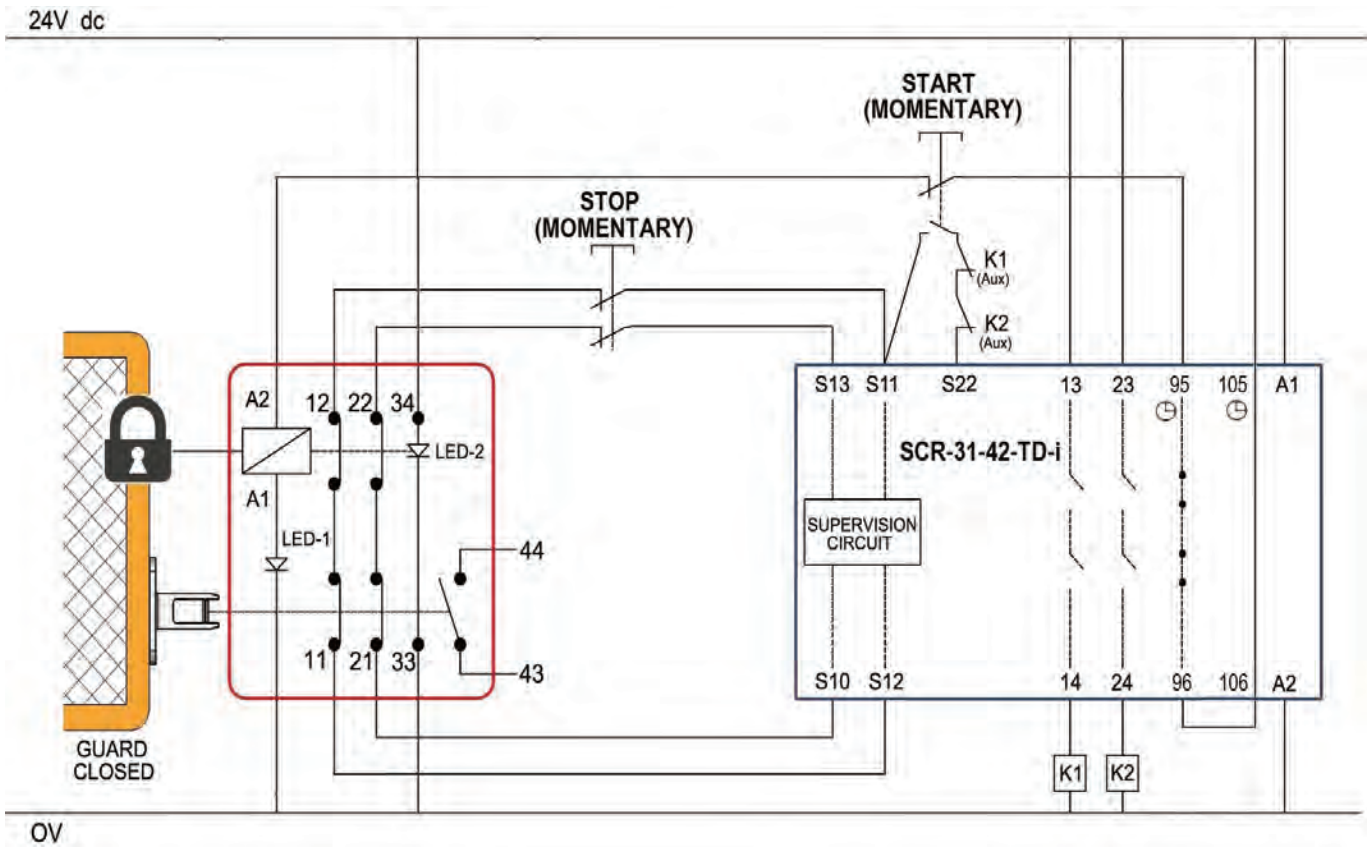 24V dc
START
(MOMENTARY)
STOP
(MOMENTARY)
K1
(Aux)
K2
(Aux)
A2 12 22 34
LED-2
A1
LED-1
44
11 21 33
43
GUARD
CLOSED
S13 S11 S22 13 23 95 105 A1
SCR-31-42-TD-i
SUPERVISION
CIRCUIT
S10 S12 14 24 96 106 A2
K1 K2
OV